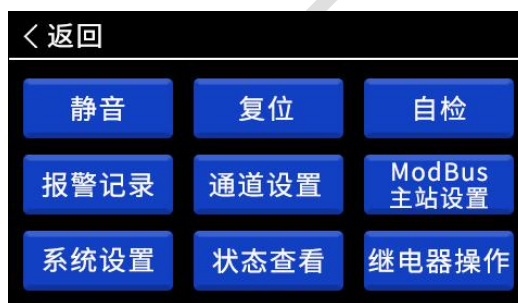 返回
静音
复位
自检
报警记录
通道设置
ModBus
主站设置
系统设置
状态查看
继电器操作